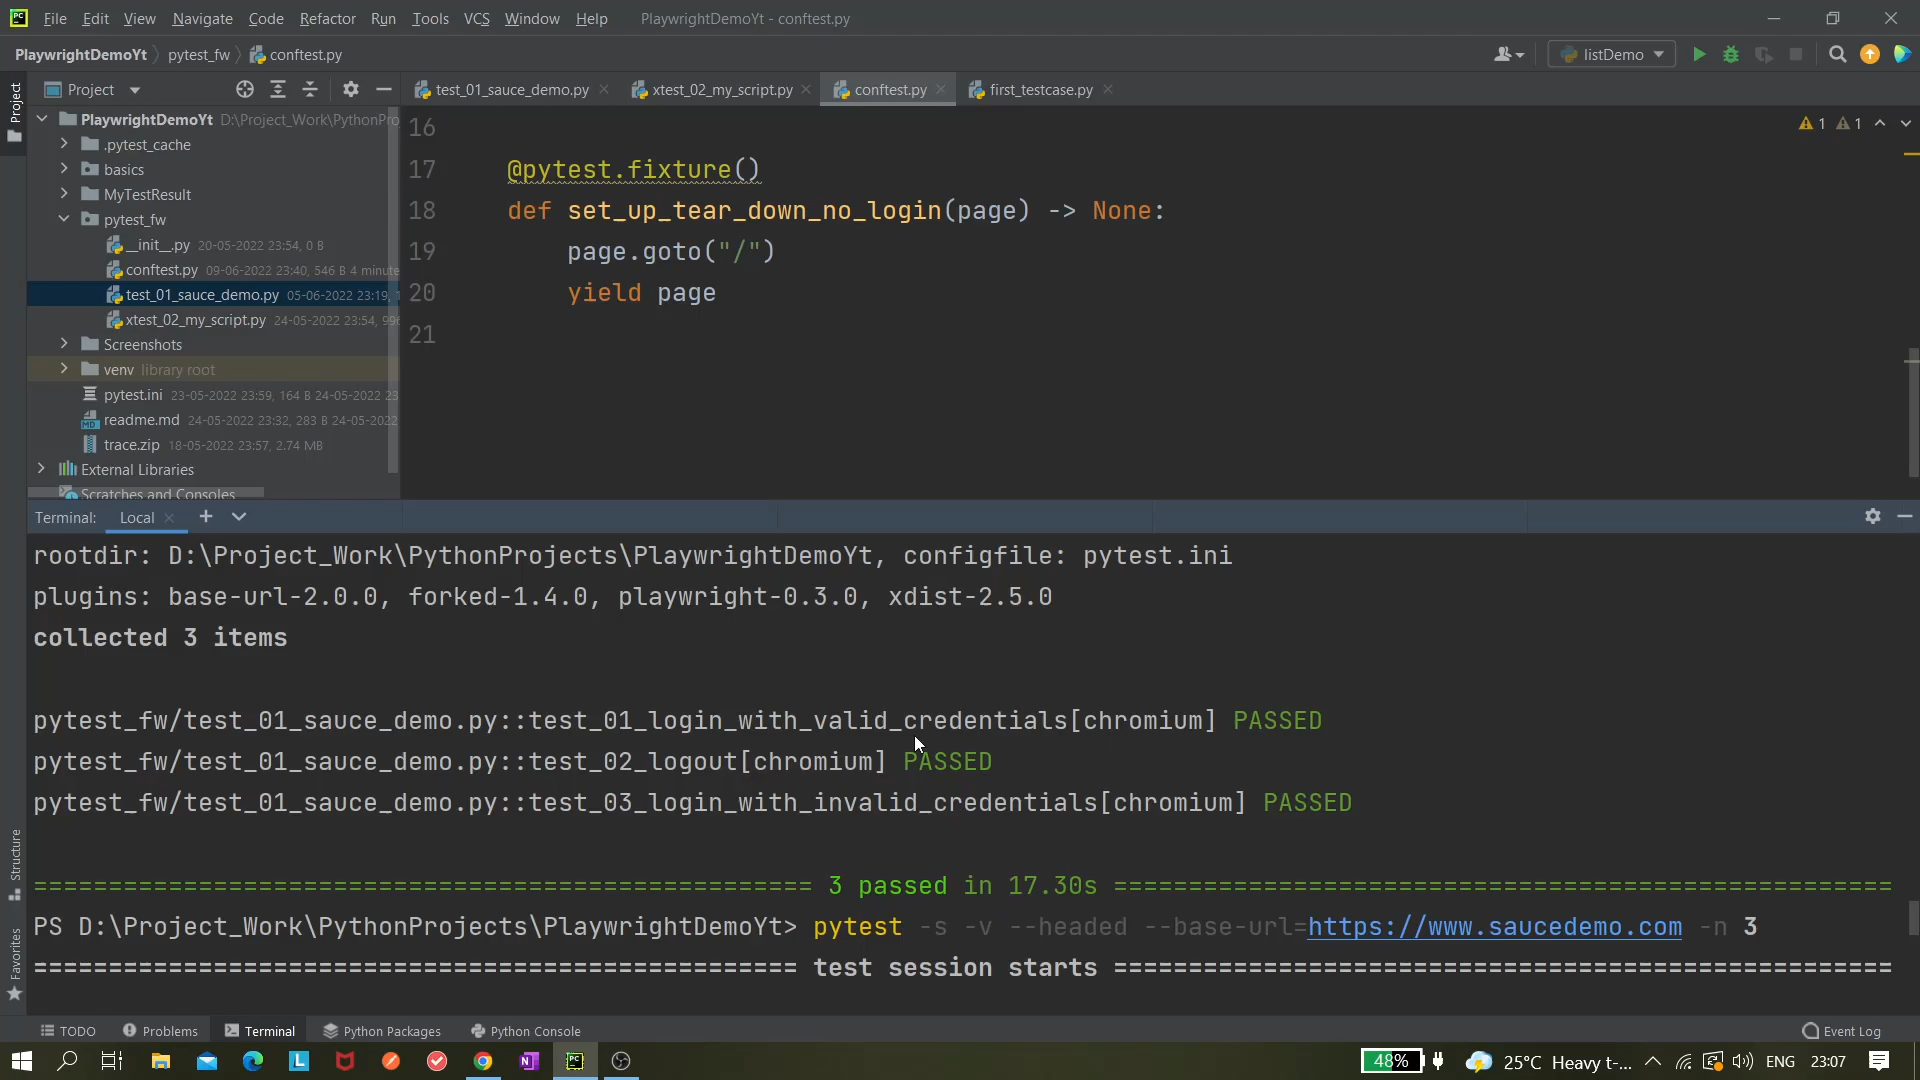 File Edit View Navigate Code Refactor Run Tools VCS Window Help PlaywrightDemoYt - conftest.py
PlaywrightDemoYt pytest_fw conftest.py listDemo
Project test_01_sauce_demo.py xtest_02_my_script.py conftest.py first_testcase.py
Project
PlaywrightDemoYt D:\Project_Work\PythonPro
.pytest_cache
basics
MyTestResult
pytest_fw
__init__.py 20-05-2022 23:54, 0 B
conftest.py 09-06-2022 23:40, 546 B 4 minute
test_01_sauce_demo.py 05-06-2022 23:19, 1
xtest_02_my_script.py 24-05-2022 23:54, 996
Screenshots
venv library root
pytest.ini 23-05-2022 23:59, 164 B 24-05-2022 23
readme.md 24-05-2022 23:32, 283 B 24-05-2022
trace.zip 18-05-2022 23:57, 2.74 MB
External Libraries
Scratches and Consoles
1 1
16
17 @pytest.fixture()
18 def set_up_tear_down_no_login(page) -> None:
19 page.goto("/")
20 yield page
21
Terminal: Local
rootdir: D:\Project_Work\PythonProjects\PlaywrightDemoYt, configfile: pytest.ini
plugins: base-url-2.0.0, forked-1.4.0, playwright-0.3.0, xdist-2.5.0
collected 3 items
pytest_fw/test_01_sauce_demo.py::test_01_login_with_valid_credentials[chromium] PASSED
pytest_fw/test_01_sauce_demo.py::test_02_logout[chromium] PASSED
pytest_fw/test_01_sauce_demo.py::test_03_login_with_invalid_credentials[chromium] PASSED
==================================================== 3 passed in 17.30s ====================================================
PS D:\Project_Work\PythonProjects\PlaywrightDemoYt> pytest -s -v --headed --base-url=https://www.saucedemo.com -n 3
=================================================== test session starts ====================================================
Structure
Favorites
TODO Problems Terminal Python Packages Python Console Event Log
48% 25°C Heavy t-... ENG 23:07